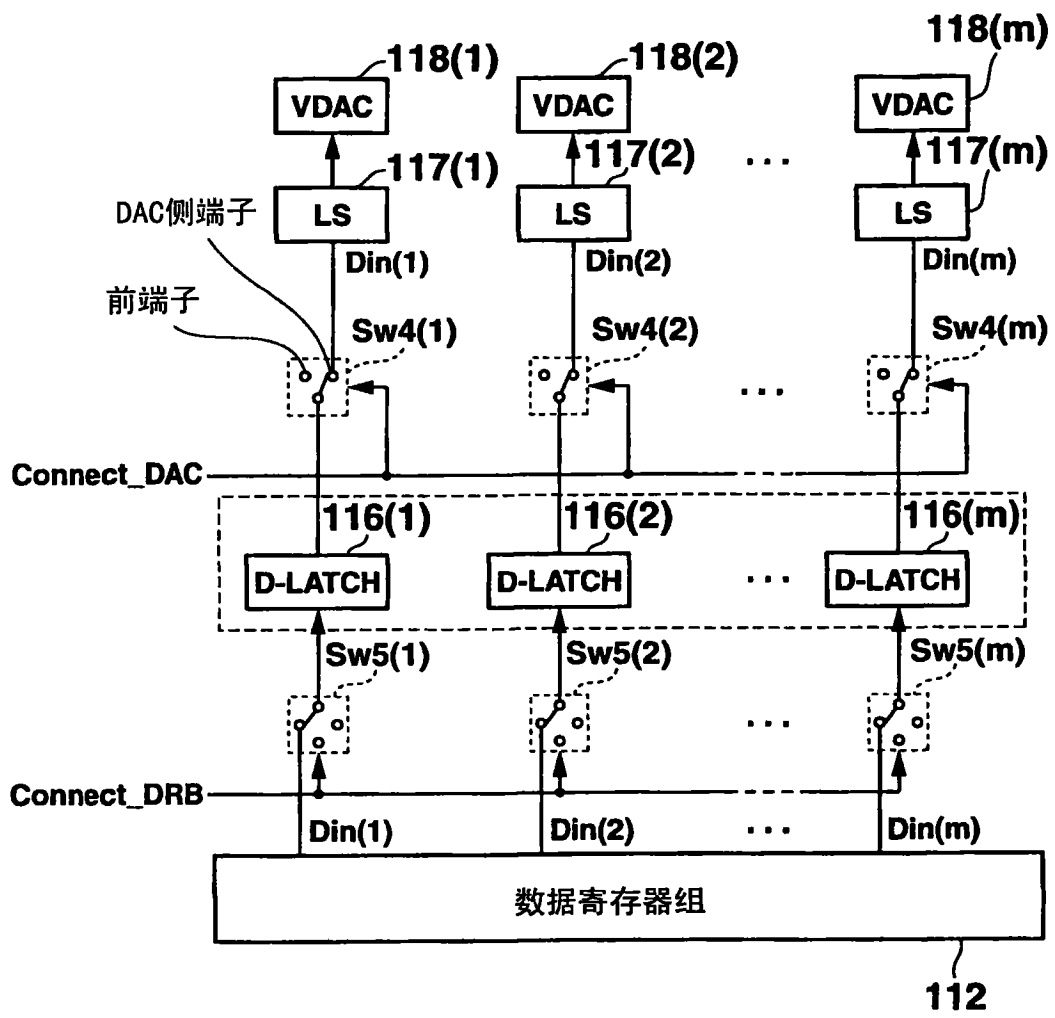 118(1) 118(2) 118(m)
VDAC VDAC VDAC
117(1) 117(2) ... 117(m)
DAC侧端子 LS LS LS
Din(1) Din(2) Din(m)
前端子
Sw4(1) Sw4(2) Sw4(m)
...
Connect_DAC
116(1) 116(2) 116(m)
D-LATCH D-LATCH ... D-LATCH
Sw5(1) Sw5(2) Sw5(m)
...
Connect_DRB
Din(1) Din(2) ... Din(m)
数据寄存器组
112